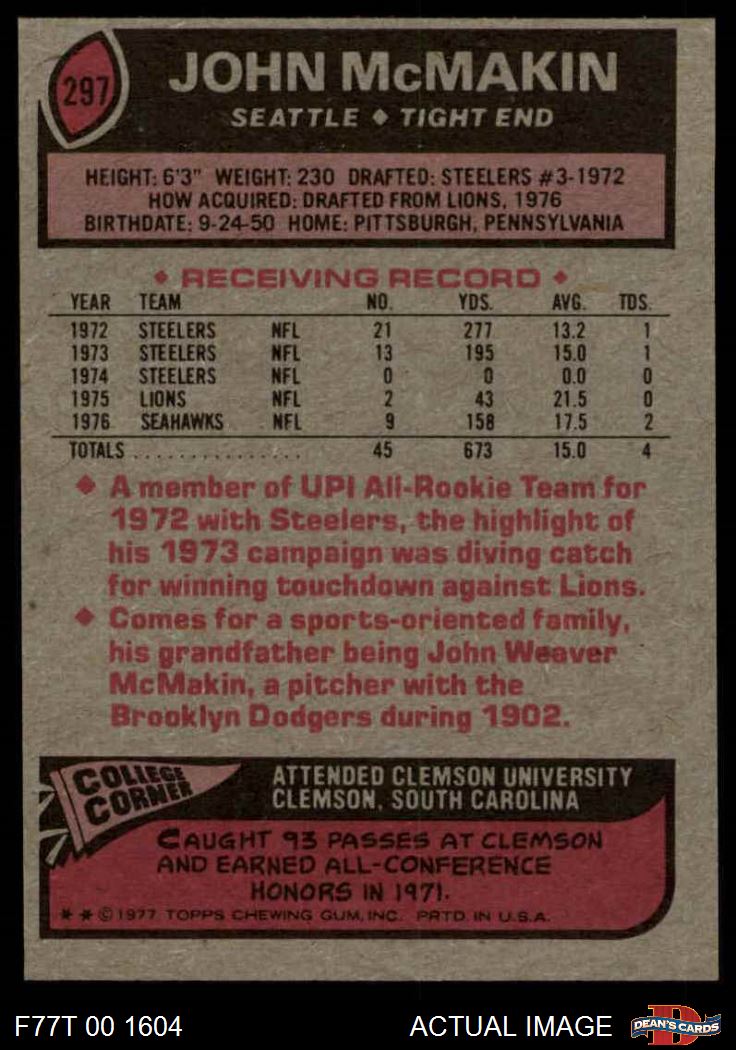 297
JOHN McMAKIN
SEATTLE ♦ TIGHT END
HEIGHT: 6'3" WEIGHT: 230 DRAFTED: STEELERS #3-1972
HOW ACQUIRED: DRAFTED FROM LIONS, 1976
BIRTHDATE: 9-24-50 HOME: PITTSBURGH, PENNSYLVANIA
♦ RECEIVING RECORD ♦
YEAR TEAM NO. YDS. AVG. TDS.
1972 STEELERS NFL 21 277 13.2 1
1973 STEELERS NFL 13 195 15.0 1
1974 STEELERS NFL 0 0 0.0 0
1975 LIONS NFL 2 43 21.5 0
1976 SEAHAWKS NFL 9 158 17.5 2
TOTALS . . . . . . . . . . . . . . . 45 673 15.0 4
♦ A member of UPI All-Rookie Team for
1972 with Steelers, the highlight of
his 1973 campaign was diving catch
for winning touchdown against Lions.
♦ Comes for a sports-oriented family,
his grandfather being John Weaver
McMakin, a pitcher with the
Brooklyn Dodgers during 1902.
COLLEGE
CORNER
ATTENDED CLEMSON UNIVERSITY
CLEMSON, SOUTH CAROLINA
CAUGHT 93 PASSES AT CLEMSON
AND EARNED ALL-CONFERENCE
HONORS IN 1971.
* * © 1977 TOPPS CHEWING GUM, INC. PRTD. IN U.S.A.
F77T 00 1604 ACTUAL IMAGE DEAN'S CARDS